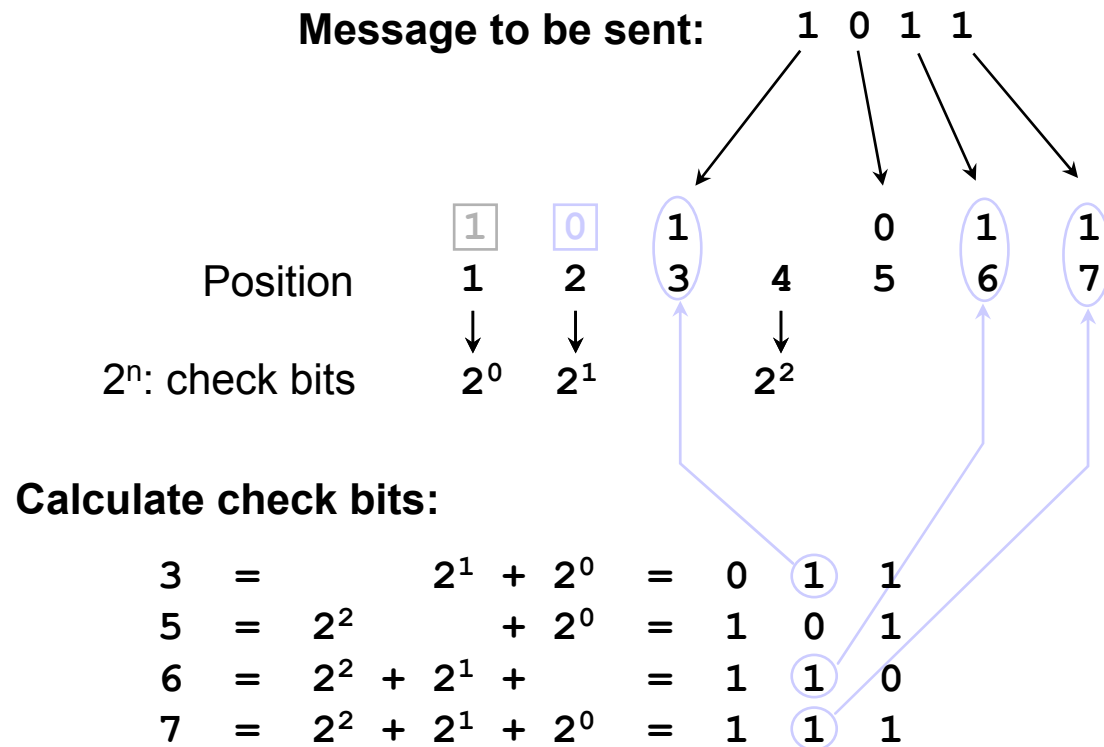 Message to be sent: 1 0 1 1
1 0 1 0 1 1
Position 1 2 3 4 5 6 7
2ⁿ: check bits 2⁰ 2¹ 2²
Calculate check bits:
3 = 2¹ + 2⁰ = 0 1 1
5 = 2² + 2⁰ = 1 0 1
6 = 2² + 2¹ + = 1 1 0
7 = 2² + 2¹ + 2⁰ = 1 1 1